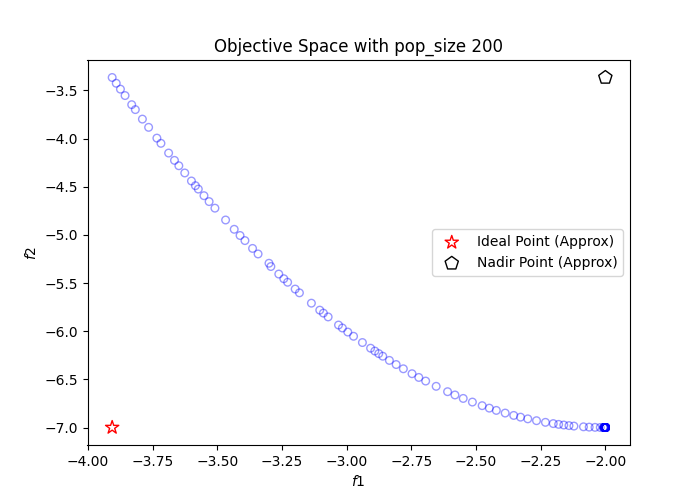 Objective Space with pop_size 200
−3.5
−4.0
−4.5
−5.0
−5.5
−6.0
−6.5
−7.0
f2
Ideal Point (Approx)
Nadir Point (Approx)
−4.00 −3.75 −3.50 −3.25 −3.00 −2.75 −2.50 −2.25 −2.00
f1